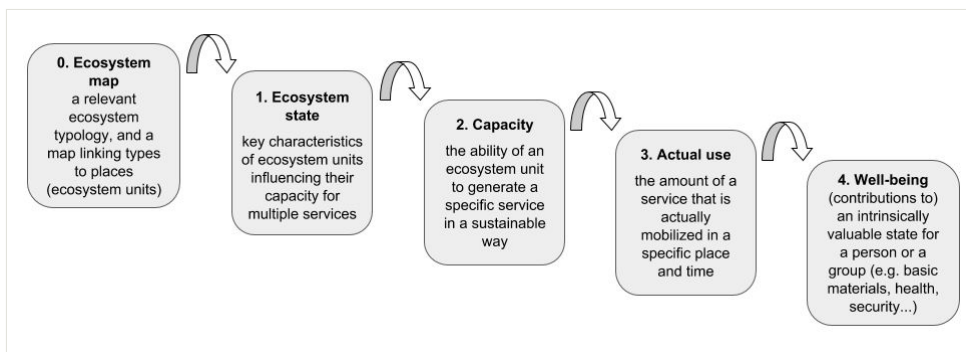 0. Ecosystem
map
a relevant
ecosystem
typology, and a
map linking types
to places
(ecosystem units)
1. Ecosystem
state
key characteristics
of ecosystem units
influencing their
capacity for
multiple services
2. Capacity
the ability of an
ecosystem unit
to generate a
specific service
in a sustainable
way
3. Actual use
the amount of a
service that is
actually
mobilized in a
specific place
and time
4. Well-being
(contributions to)
an intrinsically
valuable state for
a person or a
group (e.g. basic
materials, health,
security...)